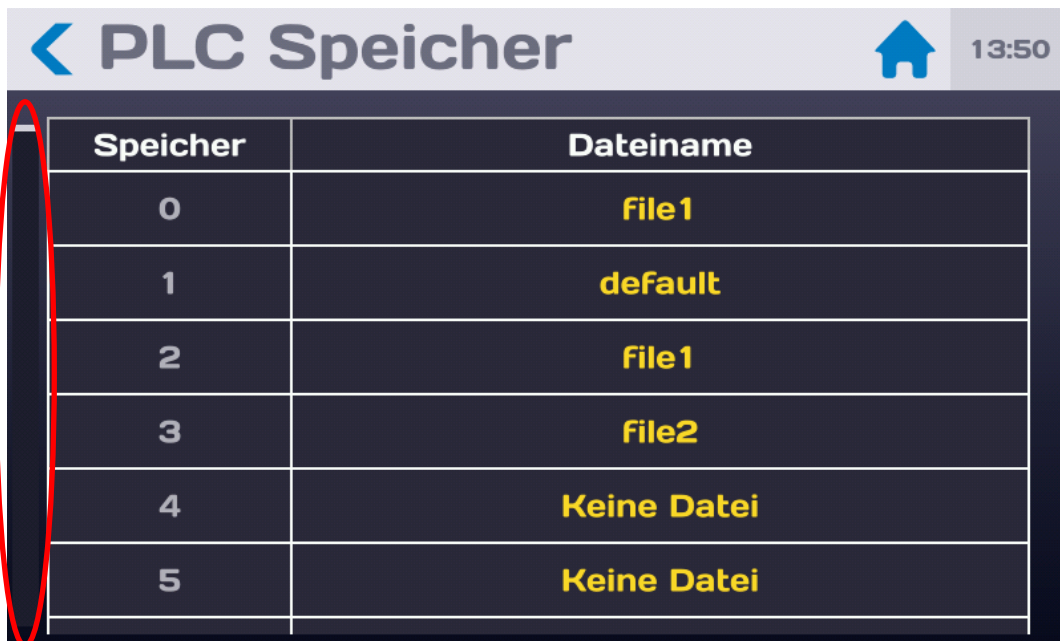 PLC Speicher
13:50
Speicher Dateiname
0 file1
1 default
2 file1
3 file2
4 Keine Datei
5 Keine Datei